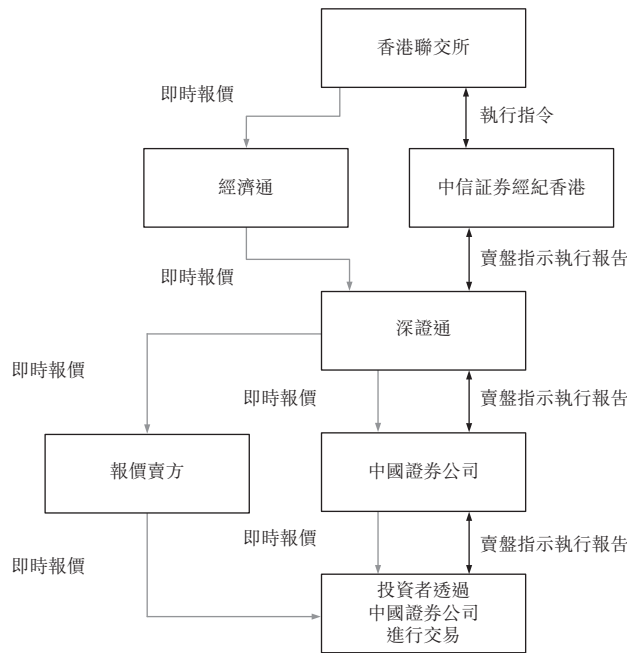 香港聯交所
即時報價
執行指令
經濟通
中信証券經紀香港
即時報價
賣盤指示執行報告
深證通
即時報價
即時報價
賣盤指示執行報告
報價賣方
中國證券公司
即時報價
即時報價
賣盤指示執行報告
投資者透過
中國證券公司
進行交易